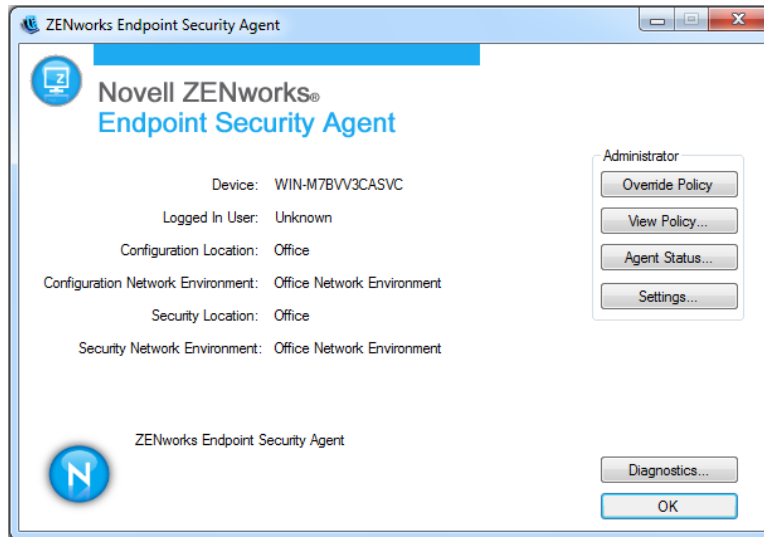 ZENworks Endpoint Security Agent
Z
Novell ZENworks®
Endpoint Security Agent
Device: WIN-M7BVV3CASVC
Logged In User: Unknown
Configuration Location: Office
Configuration Network Environment: Office Network Environment
Security Location: Office
Security Network Environment: Office Network Environment
Administrator
Override Policy
View Policy...
Agent Status...
Settings...
ZENworks Endpoint Security Agent
N
Diagnostics...
OK